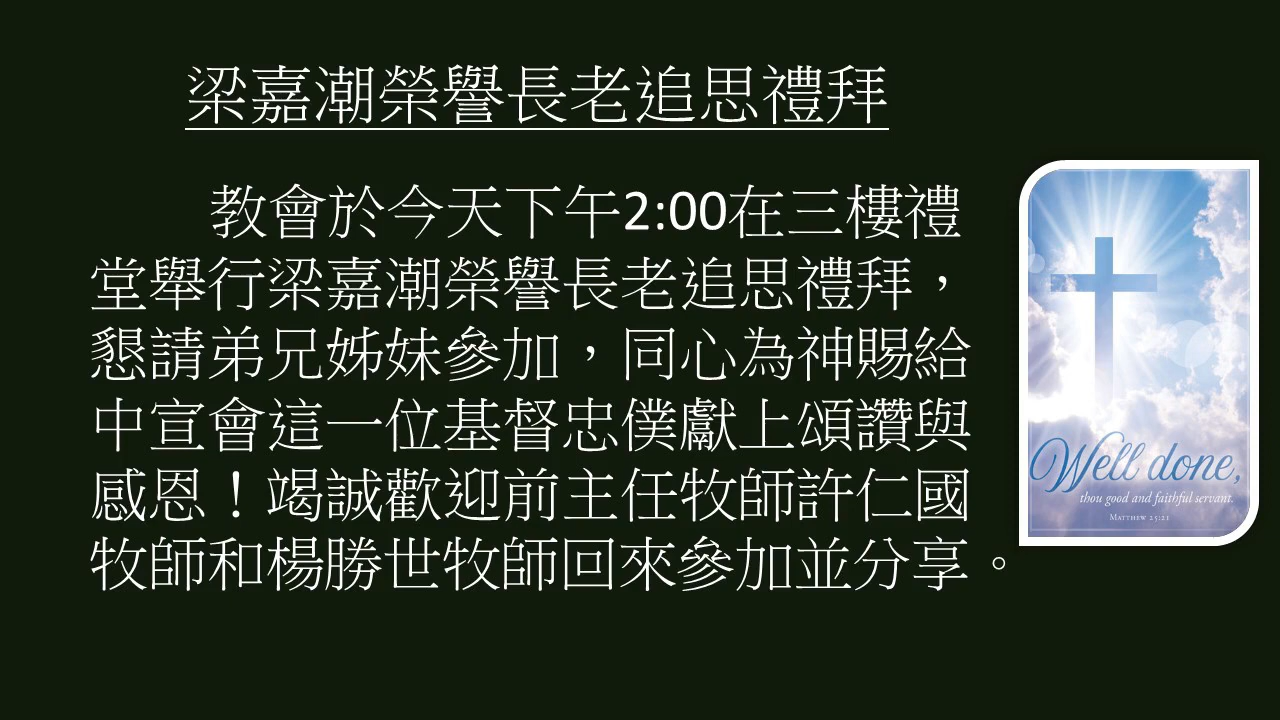 梁嘉潮榮譽長老追思禮拜
教會於今天下午2:00在三樓禮
堂舉行梁嘉潮榮譽長老追思禮拜，
懇請弟兄姊妹參加，同心為神賜給
中宣會這一位基督忠僕獻上頌讚與
感恩！竭誠歡迎前主任牧師許仁國
牧師和楊勝世牧師回來參加並分享。
Well done,
thou good and faithful servant.
Matthew 25:21